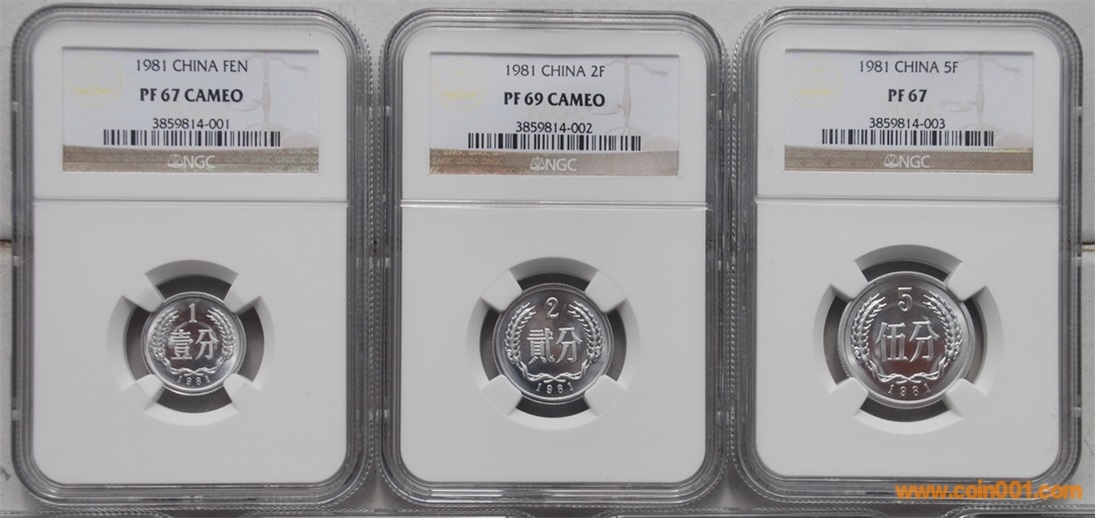 1981 CHINA FEN
PF 67 CAMEO
3859814-001
NGC
1
壹分
1981
1981 CHINA 2F
PF 69 CAMEO
3859814-002
NGC
2
贰分
1981
1981 CHINA 5F
PF 67
3859814-003
NGC
5
伍分
1981
www.coin001.com